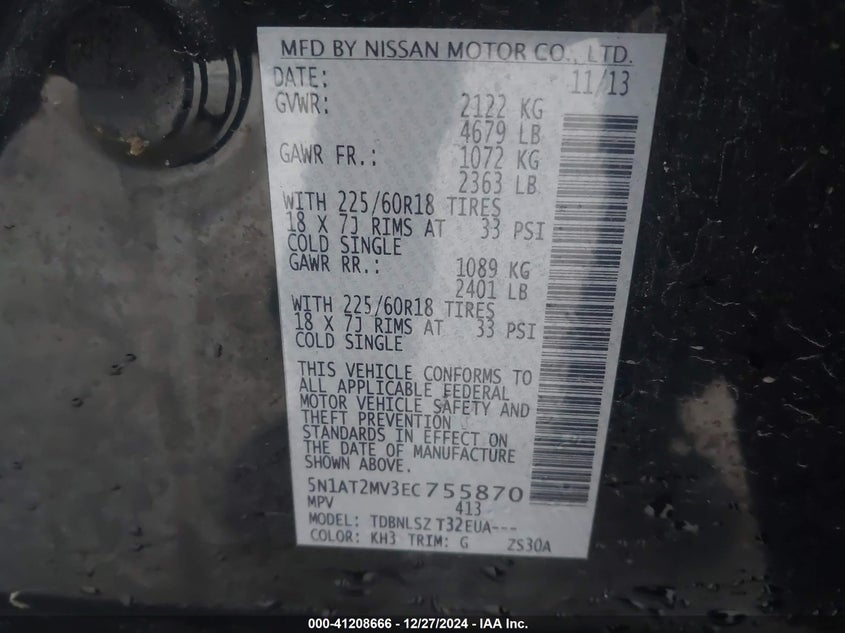 MFD BY NISSAN MOTOR CO., LTD.
DATE: 11/13
GVWR: 2122 KG
4679 LB
GAWR FR.: 1072 KG
2363 LB
WITH 225/60R18 TIRES
18 X 7J RIMS AT 33 PSI
COLD SINGLE
GAWR RR.: 1089 KG
2401 LB
WITH 225/60R18 TIRES
18 X 7J RIMS AT 33 PSI
COLD SINGLE
THIS VEHICLE CONFORMS TO
ALL APPLICABLE FEDERAL
MOTOR VEHICLE SAFETY AND
THEFT PREVENTION
STANDARDS IN EFFECT ON
THE DATE OF MANUFACTURE
SHOWN ABOVE.
5N1AT2MV3EC755870
MPV 413
MODEL: TDBNLSZ T32EUA---
COLOR: KH3 TRIM: G ZS30A
000-41208666 - 12/27/2024 - IAA Inc.